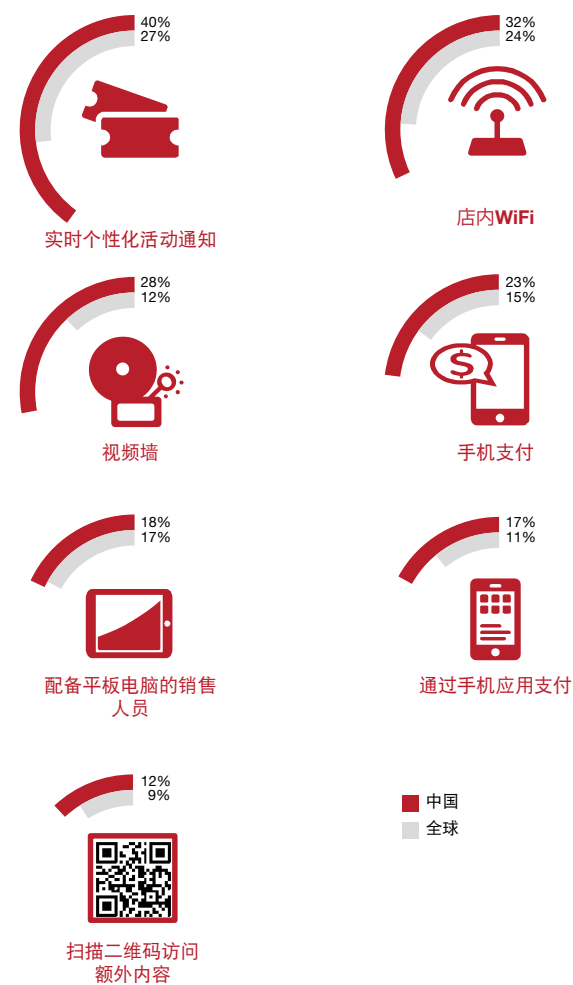 40%
27%
实时个性化活动通知
32%
24%
店内WiFi
28%
12%
视频墙
23%
15%
$
手机支付
18%
17%
配备平板电脑的销售
人员
17%
11%
通过手机应用支付
12%
9%
扫描二维码访问
额外内容
中国
全球